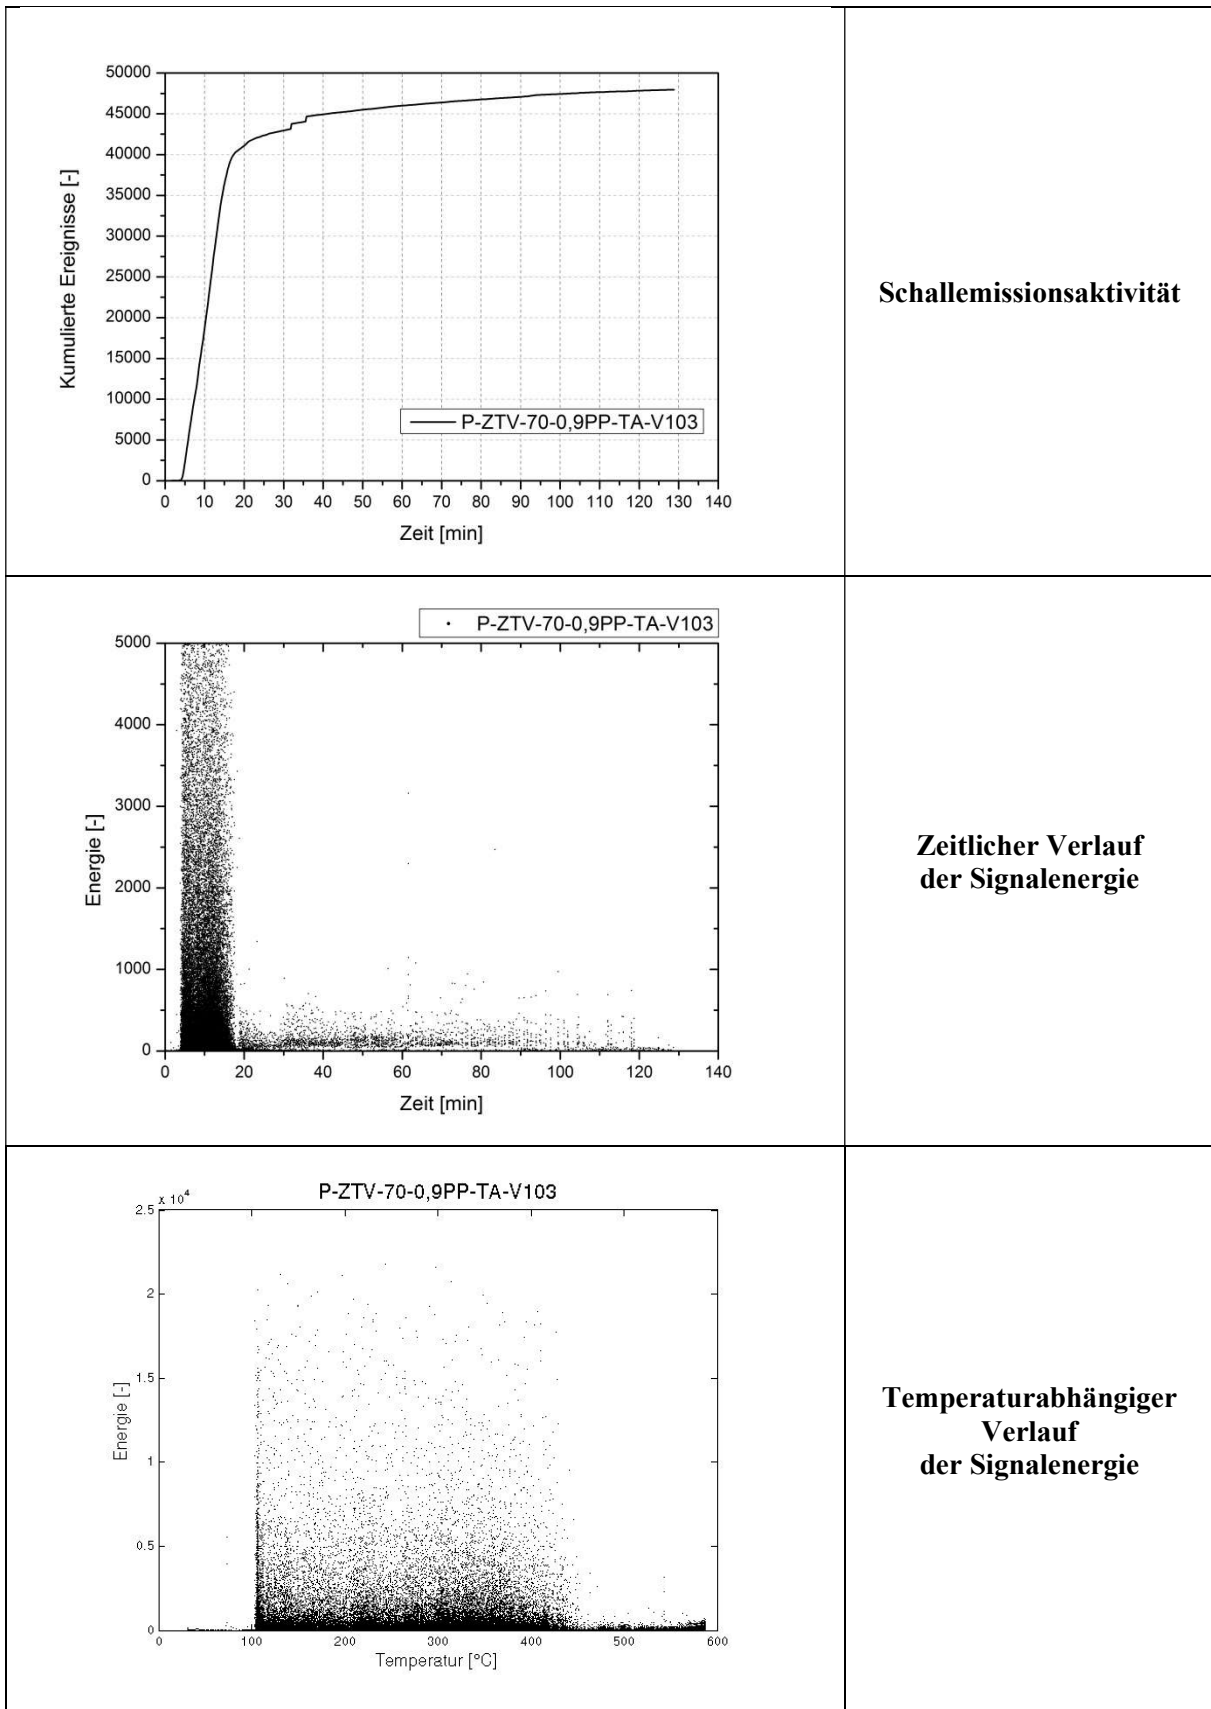 50000
45000
40000
35000
30000
25000
20000
15000
10000
5000
0
Kumulierte Ereignisse [-]
P-ZTV-70-0,9PP-TA-V103
0 10 20 30 40 50 60 70 80 90 100 110 120 130 140
Zeit [min]
Schallemissionsaktivität
P-ZTV-70-0,9PP-TA-V103
5000
4000
3000
2000
1000
0
Energie [-]
0 20 40 60 80 100 120 140
Zeit [min]
Zeitlicher Verlauf
der Signalenergie
P-ZTV-70-0,9PP-TA-V103
x 10⁴
2.5
2
1.5
1
0.5
0
Energie [-]
0 100 200 300 400 500 600
Temperatur [°C]
Temperaturabhängiger
Verlauf
der Signalenergie